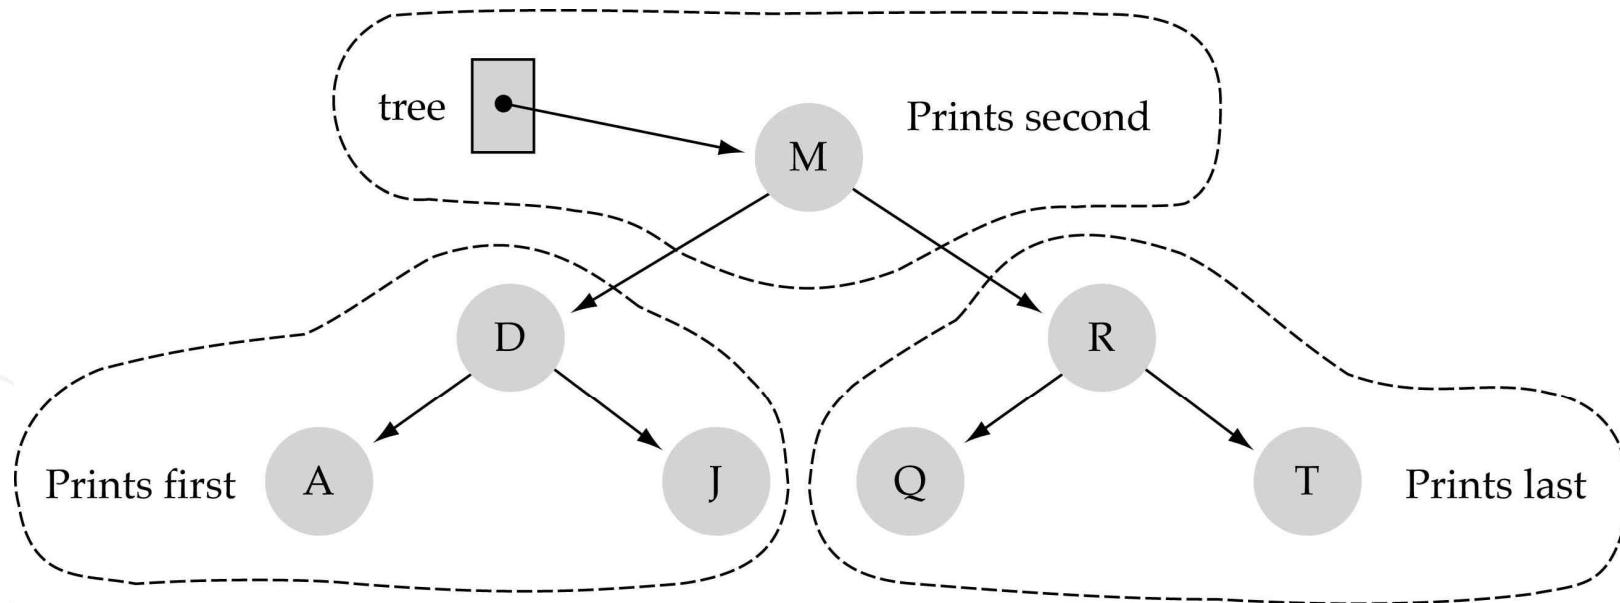 tree
M
Prints second
D
R
Prints first
A
J
Q
T
Prints last